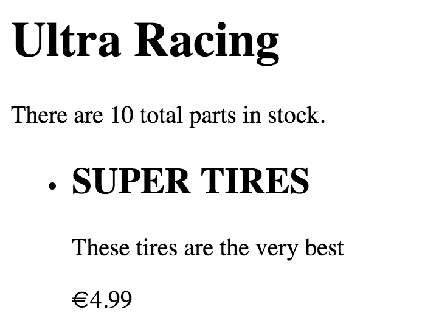 Ultra Racing
There are 10 total parts in stock.
• SUPER TIRES
These tires are the very best
€4.99